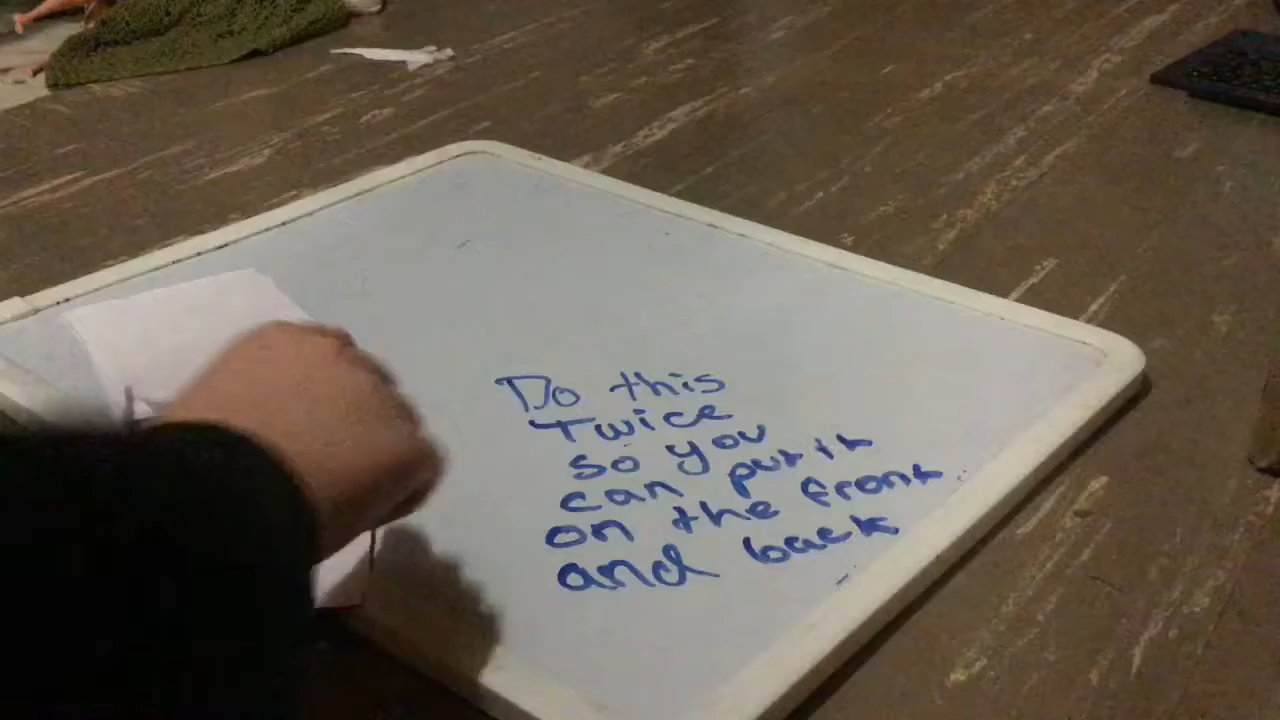 Do this
Twice
so you
can put it
on the front
and back